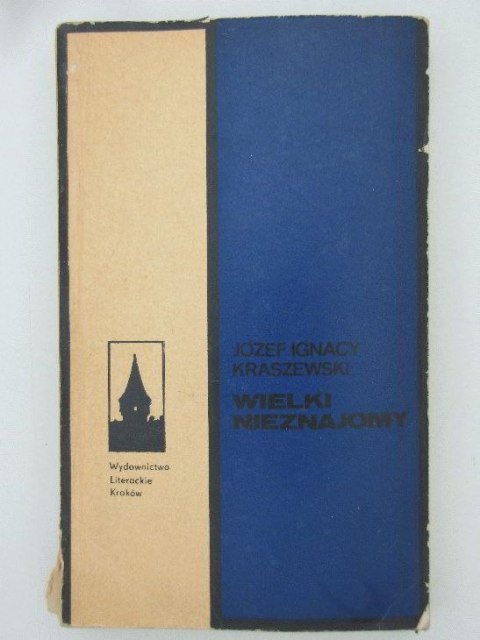 JÓZEF IGNACY
KRASZEWSKI
WIELKI
NIEZNAJOMY
Wydawnictwo
Literackie
Kraków